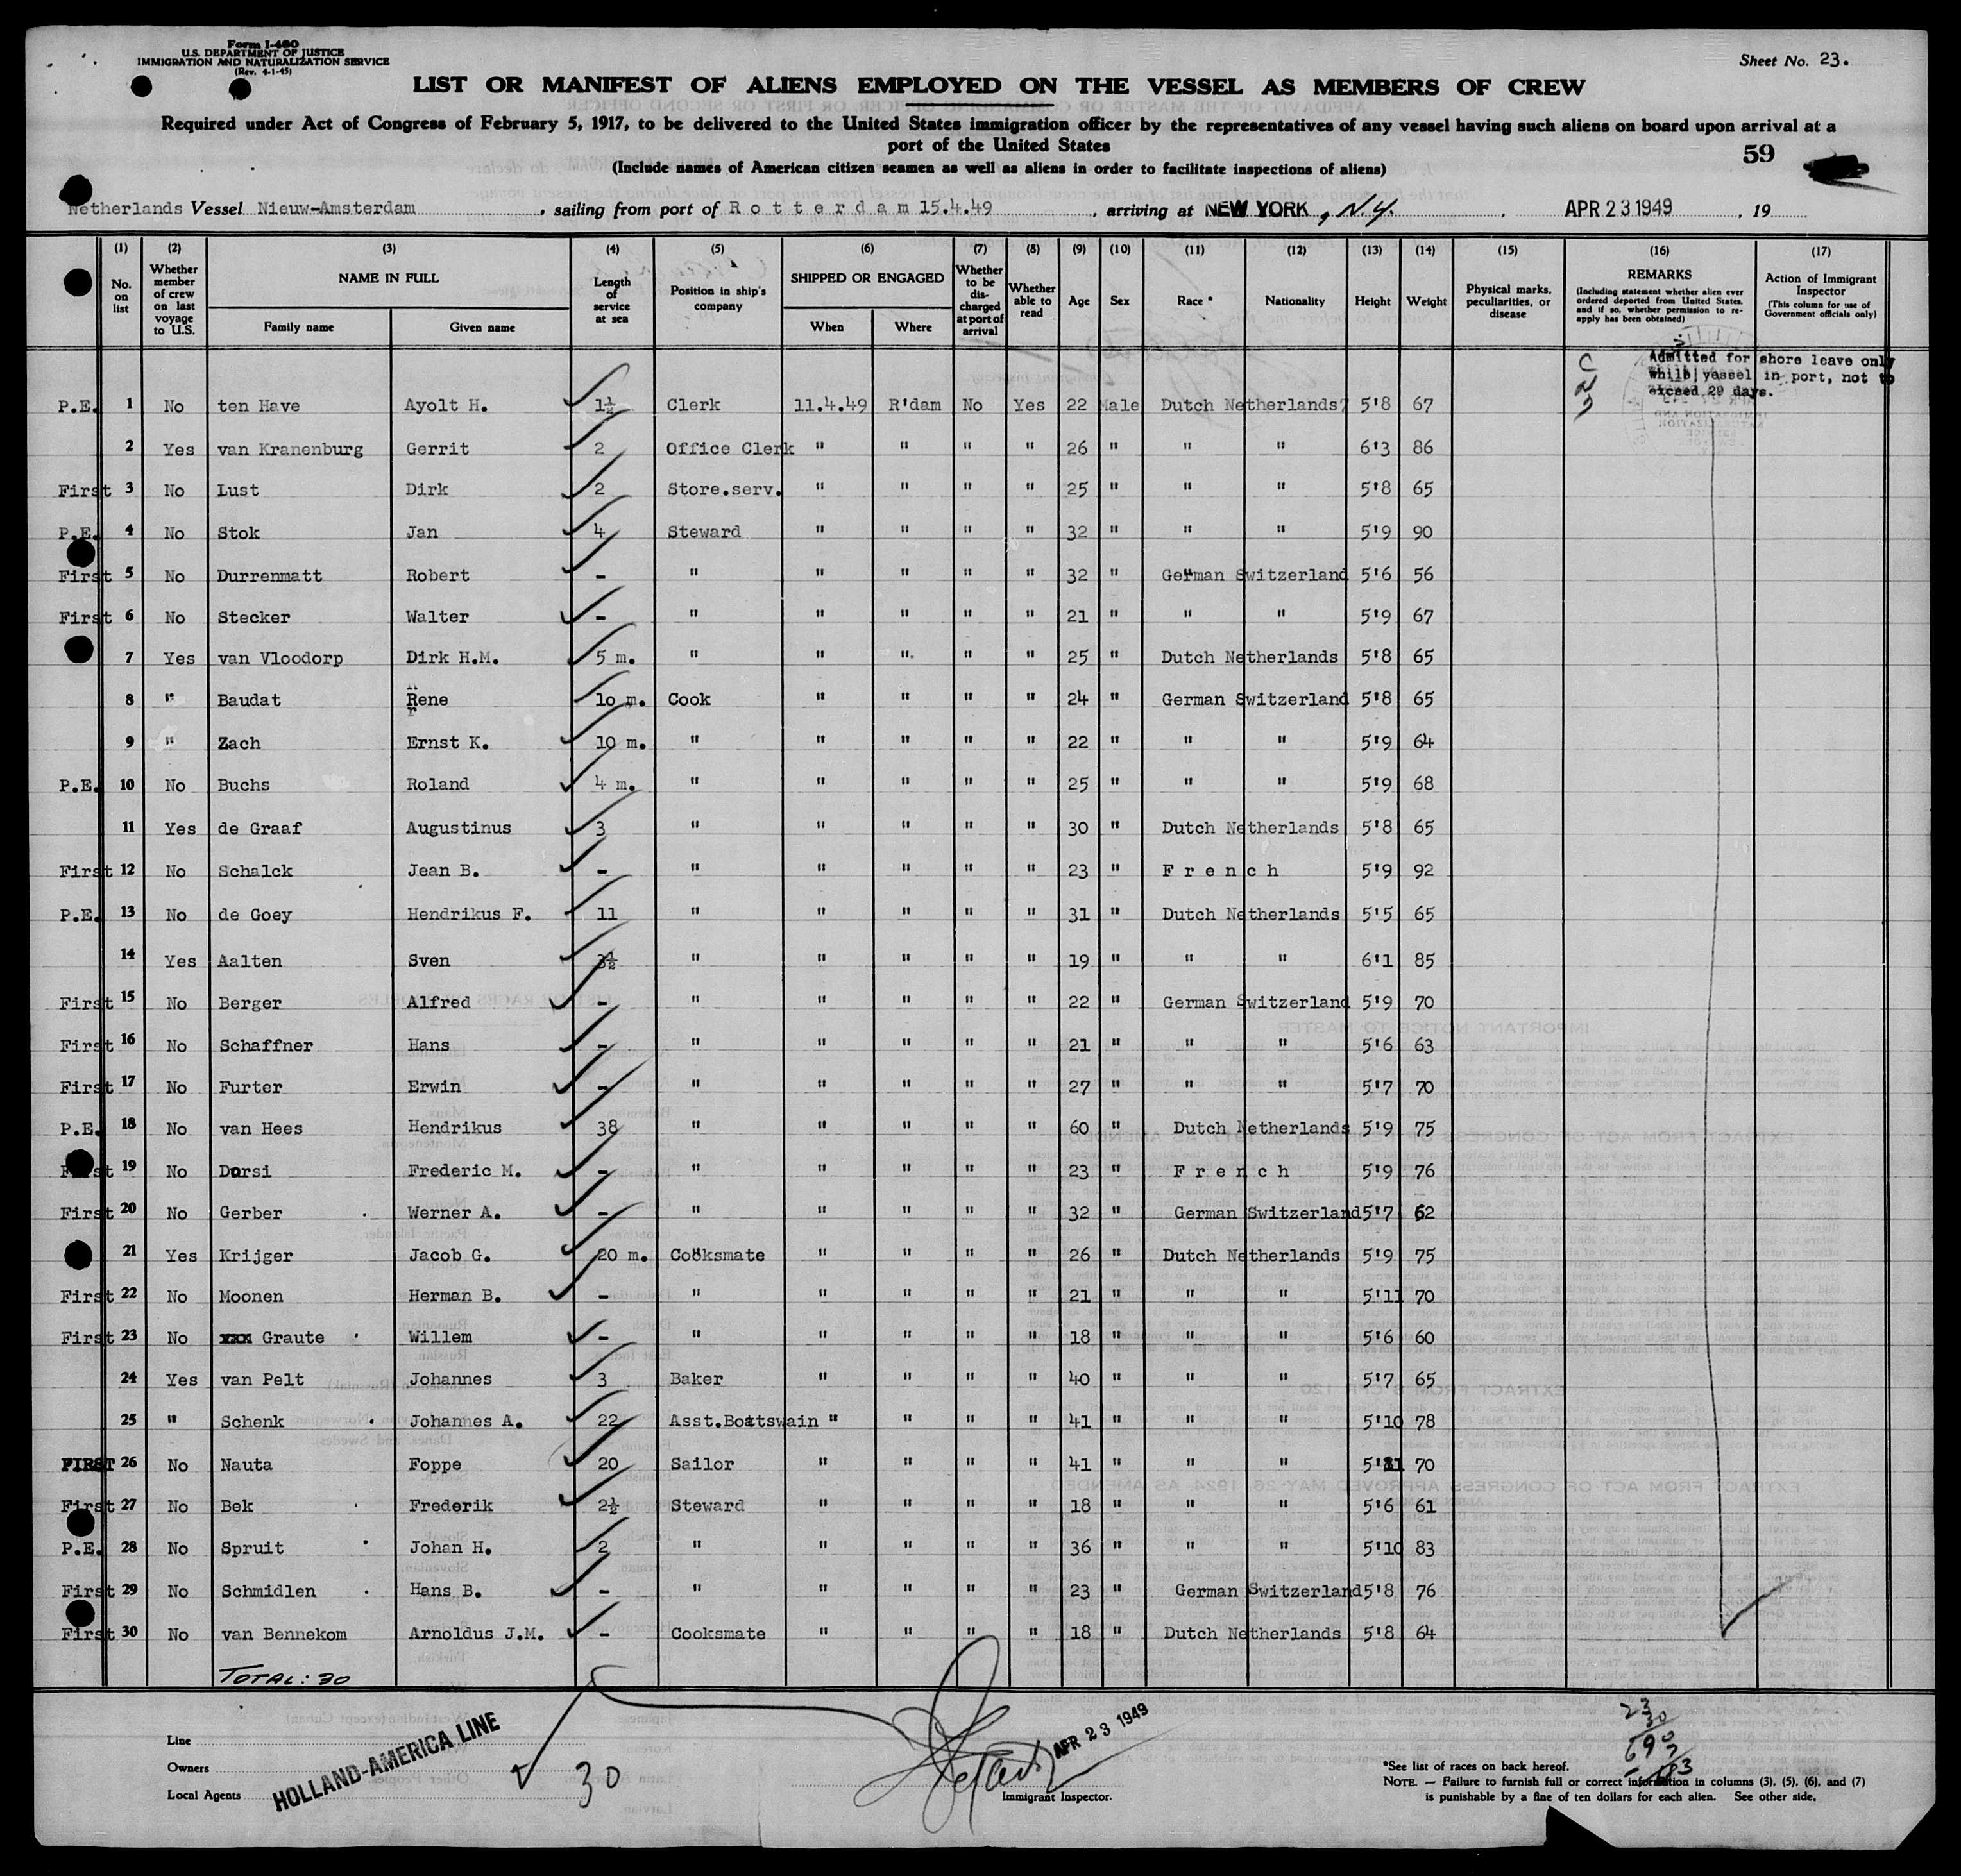 Form I-480
U.S. DEPARTMENT OF JUSTICE
IMMIGRATION AND NATURALIZATION SERVICE
(Rev. 4-1-45)
Sheet No. 23.
LIST OR MANIFEST OF ALIENS EMPLOYED ON THE VESSEL AS MEMBERS OF CREW
Required under Act of Congress of February 5, 1917, to be delivered to the United States immigration officer by the representatives of any vessel having such aliens on board upon arrival at a
port of the United States
59
(Include names of American citizen seamen as well as aliens in order to facilitate inspections of aliens)
Netherlands Vessel Nieuw-Amsterdam , sailing from port of Rotterdam 15.4.49 , arriving at NEW YORK, N.Y. , APR 23 1949 , 19
(1) (2) (3) (4) (5) (6) (7) (8) (9) (10) (11) (12) (13) (14) (15) (16) (17)
No. on list Whether member of crew on last voyage to U.S. NAME IN FULL Family name Given name Length of service at sea Position in ship's company SHIPPED OR ENGAGED When Where Whether to be discharged at port of arrival Whether able to read Age Sex Race * Nationality Height Weight Physical marks, peculiarities, or disease REMARKS (Including statement whether alien ever ordered deported from United States, and if so, whether permission to re-apply has been obtained) Action of Immigrant Inspector (This column for use of Government officials only)
Admitted for shore leave only
while vessel in port, not to
exceed 29 days.
P.E. 1 No ten Have Ayolt H. 1½ Clerk 11.4.49 R'dam No Yes 22 Male Dutch Netherlands 5'8 67
2 Yes van Kranenburg Gerrit 2 Office Clerk " " " " 26 " " " 6'3 86
First 3 No Lust Dirk 2 Store.serv. " " " " 25 " " " 5'8 65
P.E. 4 No Stok Jan 4 Steward " " " " 32 " " " 5'9 90
First 5 No Durrenmatt Robert - " " " " " 32 " German Switzerland 5'6 56
First 6 No Stecker Walter - " " " " " 21 " " " 5'9 67
7 Yes van Vloodorp Dirk H.M. 5 m. " " " " " 25 " Dutch Netherlands 5'8 65
8 " Baudat Rene 10 m. Cook " " " " 24 " German Switzerland 5'8 65
9 " Zach Ernst K. 10 m. " " " " " 22 " " " 5'9 64
P.E. 10 No Buchs Roland 4 m. " " " " " 25 " " " 5'9 68
11 Yes de Graaf Augustinus 3 " " " " " 30 " Dutch Netherlands 5'8 65
First 12 No Schalck Jean B. - " " " " " 23 " French 5'9 92
P.E. 13 No de Goey Hendrikus F. 11 " " " " " 31 " Dutch Netherlands 5'5 65
14 Yes Aalten Sven 3½ " " " " " 19 " " " 6'1 85
First 15 No Berger Alfred - " " " " " 22 " German Switzerland 5'9 70
First 16 No Schaffner Hans - " " " " " 21 " " " 5'6 63
First 17 No Furter Erwin - " " " " " 27 " " " 5'7 70
P.E. 18 No van Hees Hendrikus 38 " " " " " 60 " Dutch Netherlands 5'9 75
First 19 No Dorsi Frederic M. - " " " " " 23 " French 5'9 76
First 20 No Gerber Werner A. - " " " " " 32 " German Switzerland 5'7 62
21 Yes Krijger Jacob G. 20 m. Cooksmate " " " " 26 " Dutch Netherlands 5'9 75
First 22 No Moonen Herman B. - " " " " " 21 " " " 5'11 70
First 23 No Graute Willem - " " " " " 18 " " " 5'6 60
24 Yes van Pelt Johannes 3 Baker " " " " 40 " " " 5'7 65
25 " Schenk Johannes A. 22 Asst.Boatswain " " " " 41 " " " 5'10 78
FIRST 26 No Nauta Foppe 20 Sailor " " " " 41 " " " 5'11 70
First 27 No Bek Frederik 2½ Steward " " " " 18 " " " 5'6 61
P.E. 28 No Spruit Johan H. 2 " " " " " 36 " " " 5'10 83
First 29 No Schmidlen Hans B. - " " " " " 23 " German Switzerland 5'8 76
First 30 No van Bennekom Arnoldus J.M. - Cooksmate " " " " 18 " Dutch Netherlands 5'8 64
TOTAL: 30
Line
Owners
Local Agents
HOLLAND-AMERICA LINE
30
APR 23 1949
Immigrant Inspector.
23
30
690
*See list of races on back hereof.
NOTE. — Failure to furnish full or correct information in columns (3), (5), (6), and (7)
is punishable by a fine of ten dollars for each alien. See other side.